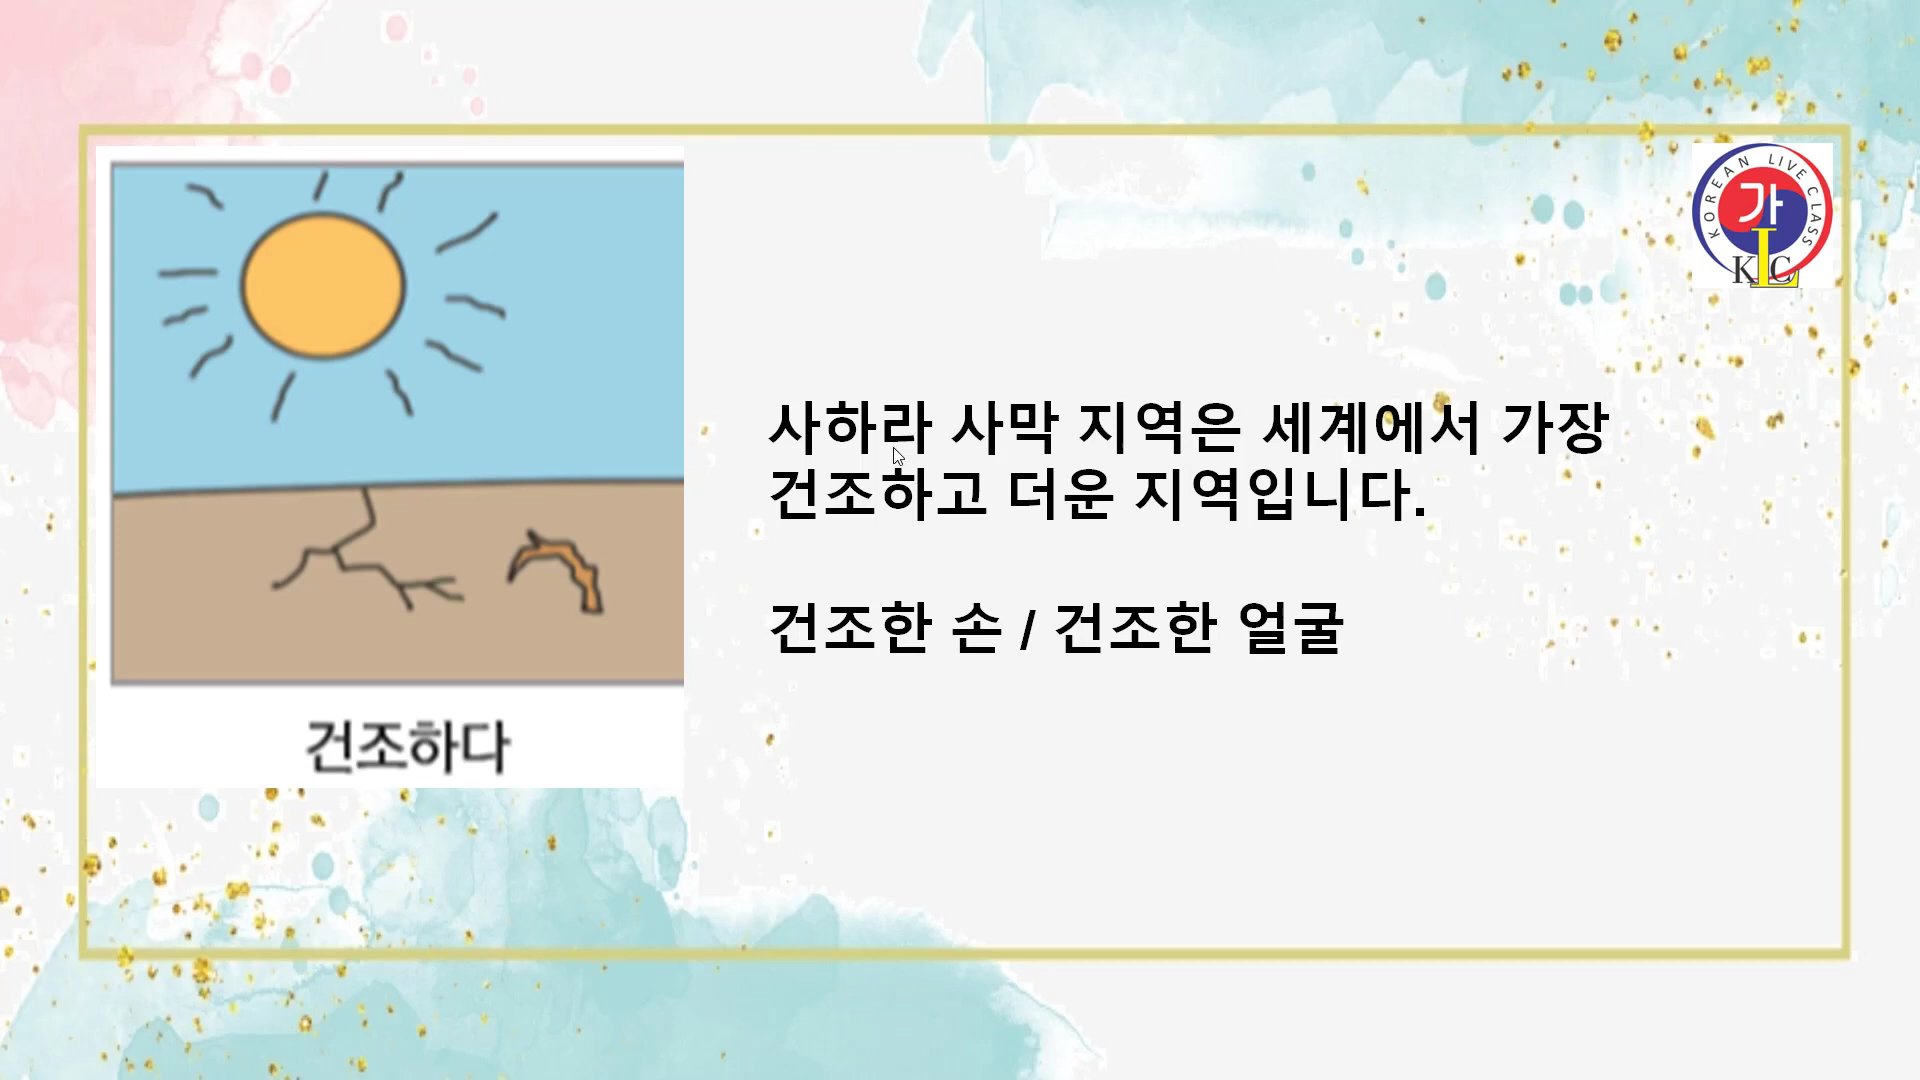 KOREAN LIVE CLASS
가
KLC
사하라 사막 지역은 세계에서 가장
건조하고 더운 지역입니다.
건조한 손 / 건조한 얼굴
건조하다